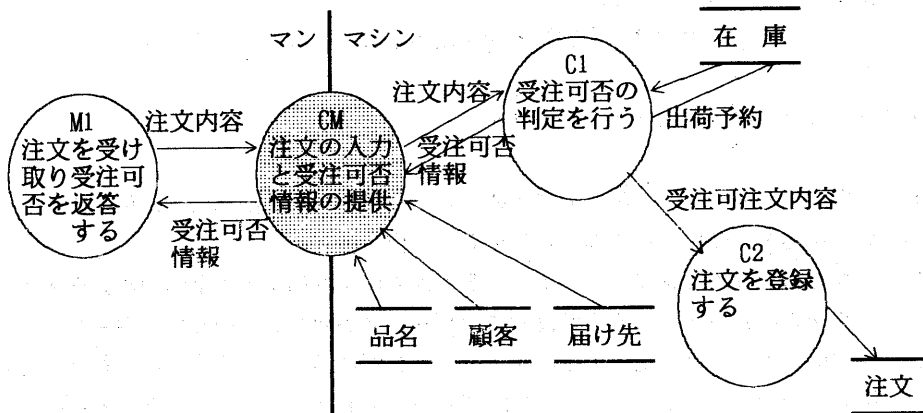 マン
マシン
在 庫
M1
注文を受け
取り受注可
否を返答
する
注文内容
受注可否
情報
CM
注文の入力
と受注可否
情報の提供
注文内容
受注可否
情報
C1
受注可否の
判定を行う
出荷予約
受注可注文内容
C2
注文を登録
する
品名
顧客
届け先
注文